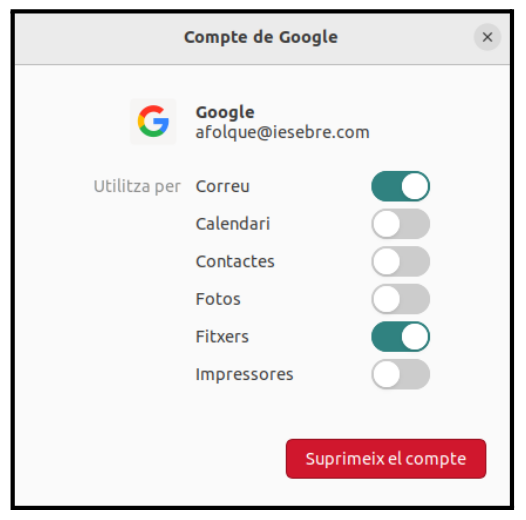 Compte de Google
Google
afolque@iesebre.com
Utilitza per Correu
Calendari
Contactes
Fotos
Fitxers
Impressores
Suprimeix el compte